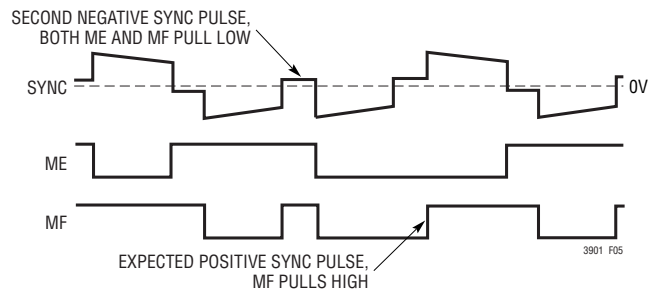 SECOND NEGATIVE SYNC PULSE,
BOTH ME AND MF PULL LOW
SYNC
0V
ME
MF
3901 F05
EXPECTED POSITIVE SYNC PULSE,
MF PULLS HIGH